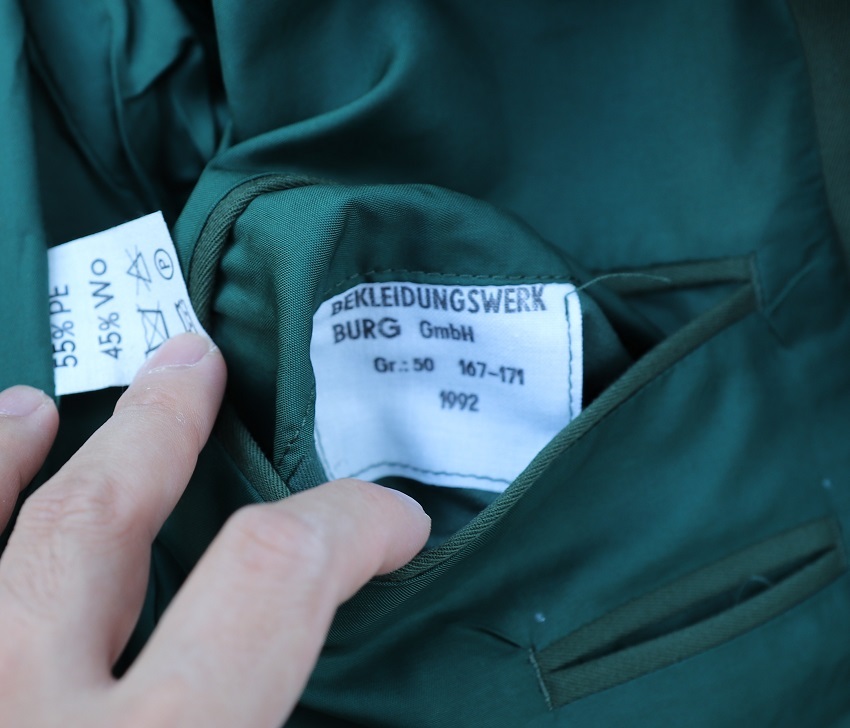 55% PE
45% Wo
P
BEKLEIDUNGSWERK
BURG GmbH
Gr.: 50 167-171
1992